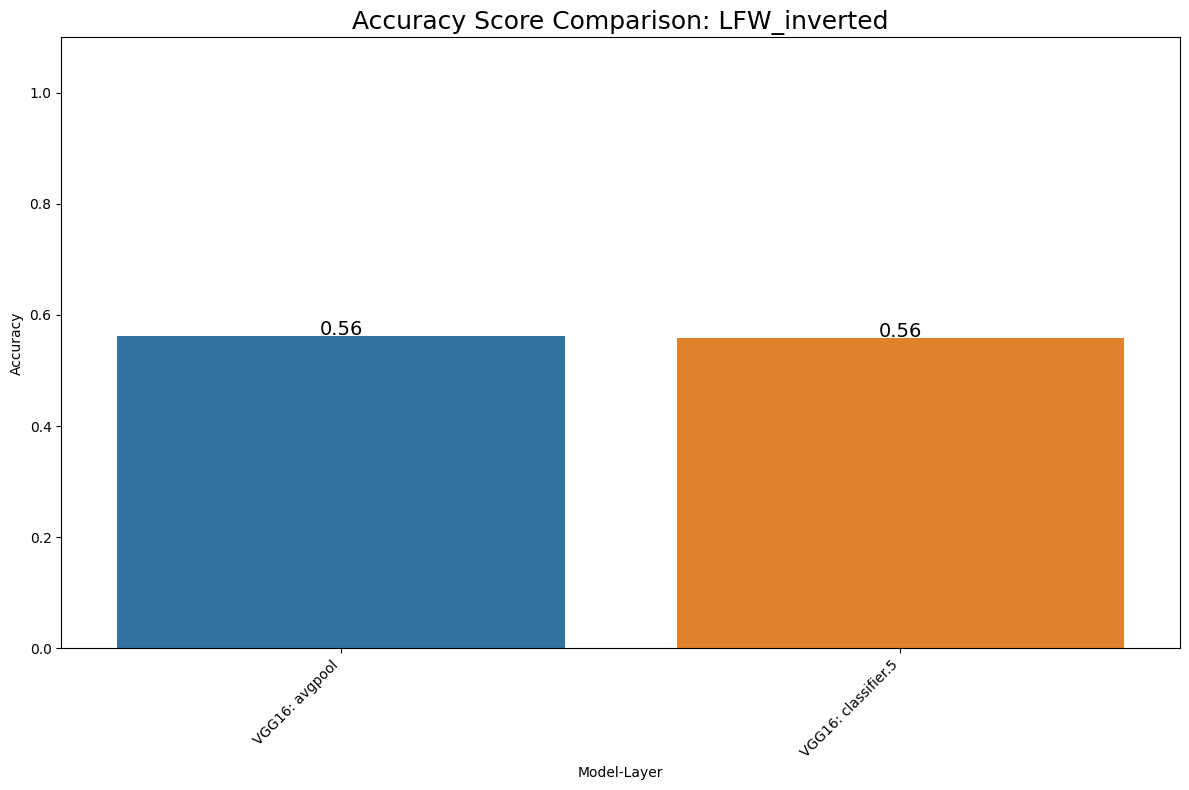 Accuracy Score Comparison: LFW_inverted
Accuracy
1.0
0.8
0.6
0.4
0.2
0.0
0.56
0.56
VGG16: avgpool
VGG16: classifier.5
Model-Layer